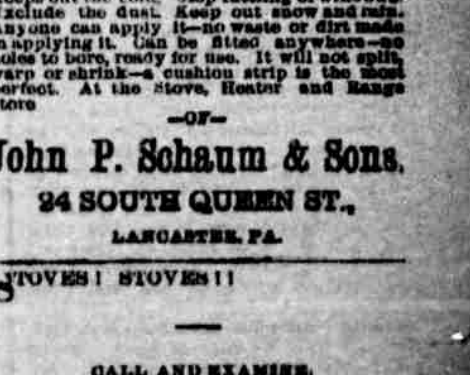 Exclude the dust. Keep out snow and rain.
Anyone can apply it—no waste or dirt made
in applying it. Can be fitted anywhere—no
holes to bore, ready for use. It will not split,
warp or shrink—a cushion strip is the most
perfect. At the Stove, Heater and Range
Store
—OF—
John P. Schaum & Sons,
24 SOUTH QUEEN ST.,
LANCASTER, PA.
STOVES! STOVES!!
CALL AND EXAMINE